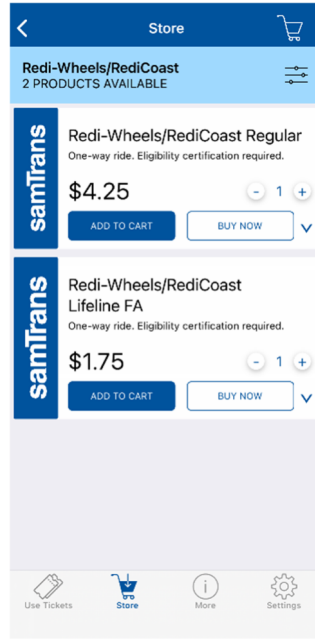 Store
Redi-Wheels/RediCoast
2 PRODUCTS AVAILABLE
samTrans
Redi-Wheels/RediCoast Regular
One-way ride. Eligibility certification required.
$4.25
- 1 +
ADD TO CART
BUY NOW
samTrans
Redi-Wheels/RediCoast
Lifeline FA
One-way ride. Eligibility certification required.
$1.75
- 1 +
ADD TO CART
BUY NOW
Use Tickets
Store
More
Settings